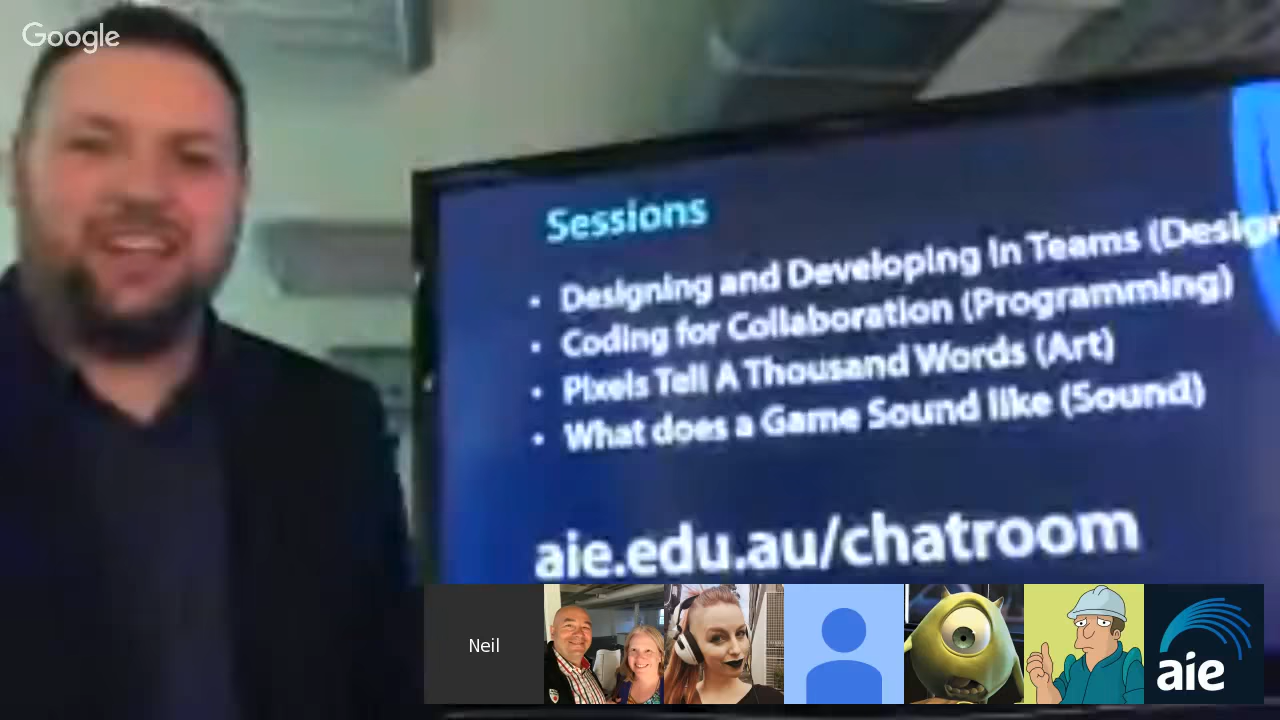 Google
Sessions
• Designing and Developing In Teams (Design
• Coding for Collaboration (Programming)
• Pixels Tell A Thousand Words (Art)
• What does a Game Sound like (Sound)
aie.edu.au/chatroom
Neil
aie